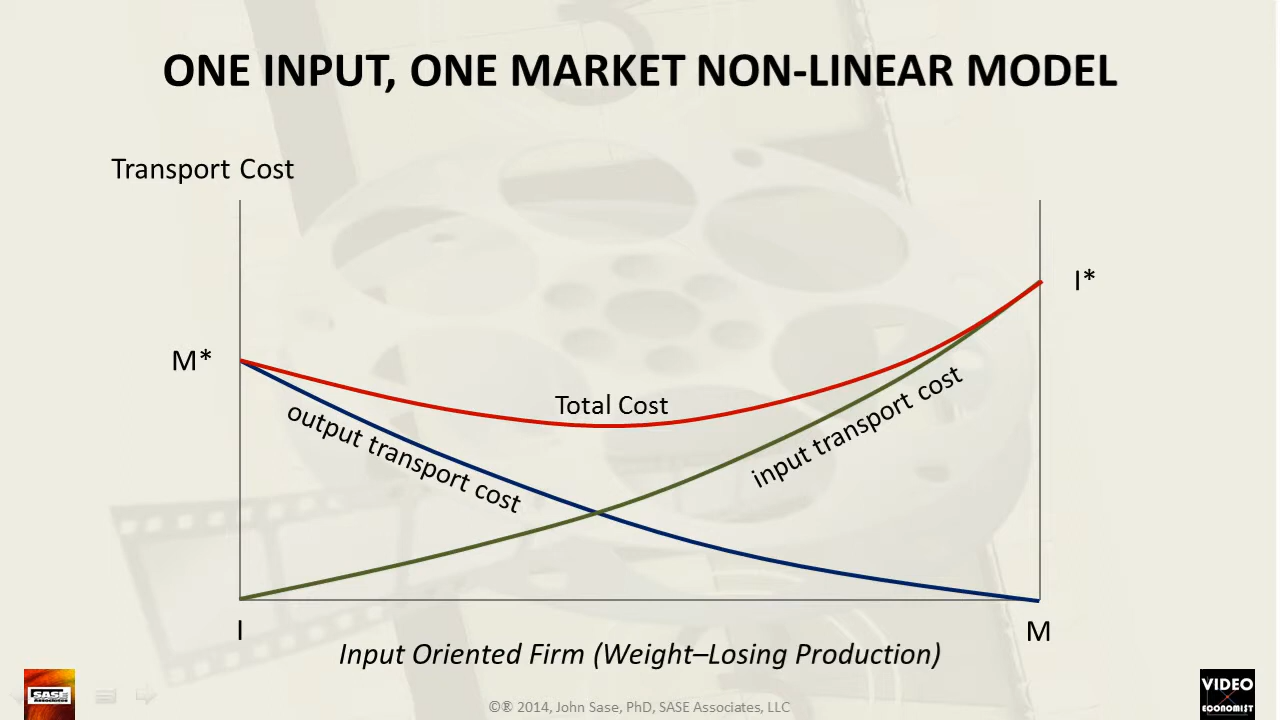 ONE INPUT, ONE MARKET NON-LINEAR MODEL
Transport Cost
I*
M*
Total Cost
output transport cost
input transport cost
I
M
Input Oriented Firm (Weight–Losing Production)
SASE
VIDEO
ECONOMIST
©® 2014, John Sase, PhD, SASE Associates, LLC